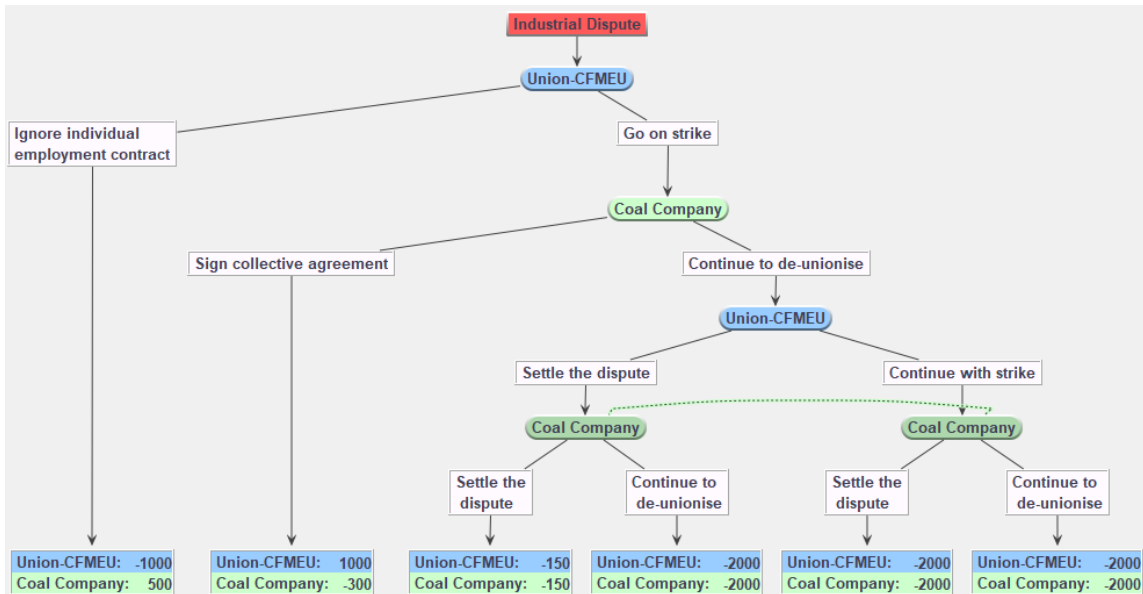 Industrial Dispute
Union-CFMEU
Ignore individual
employment contract
Go on strike
Coal Company
Sign collective agreement
Continue to de-unionise
Union-CFMEU
Settle the dispute
Continue with strike
Coal Company
Coal Company
Settle the
dispute
Continue to
de-unionise
Settle the
dispute
Continue to
de-unionise
Union-CFMEU: -1000
Coal Company: 500
Union-CFMEU: 1000
Coal Company: -300
Union-CFMEU: -150
Coal Company: -150
Union-CFMEU: -2000
Coal Company: -2000
Union-CFMEU: -2000
Coal Company: -2000
Union-CFMEU: -2000
Coal Company: -2000